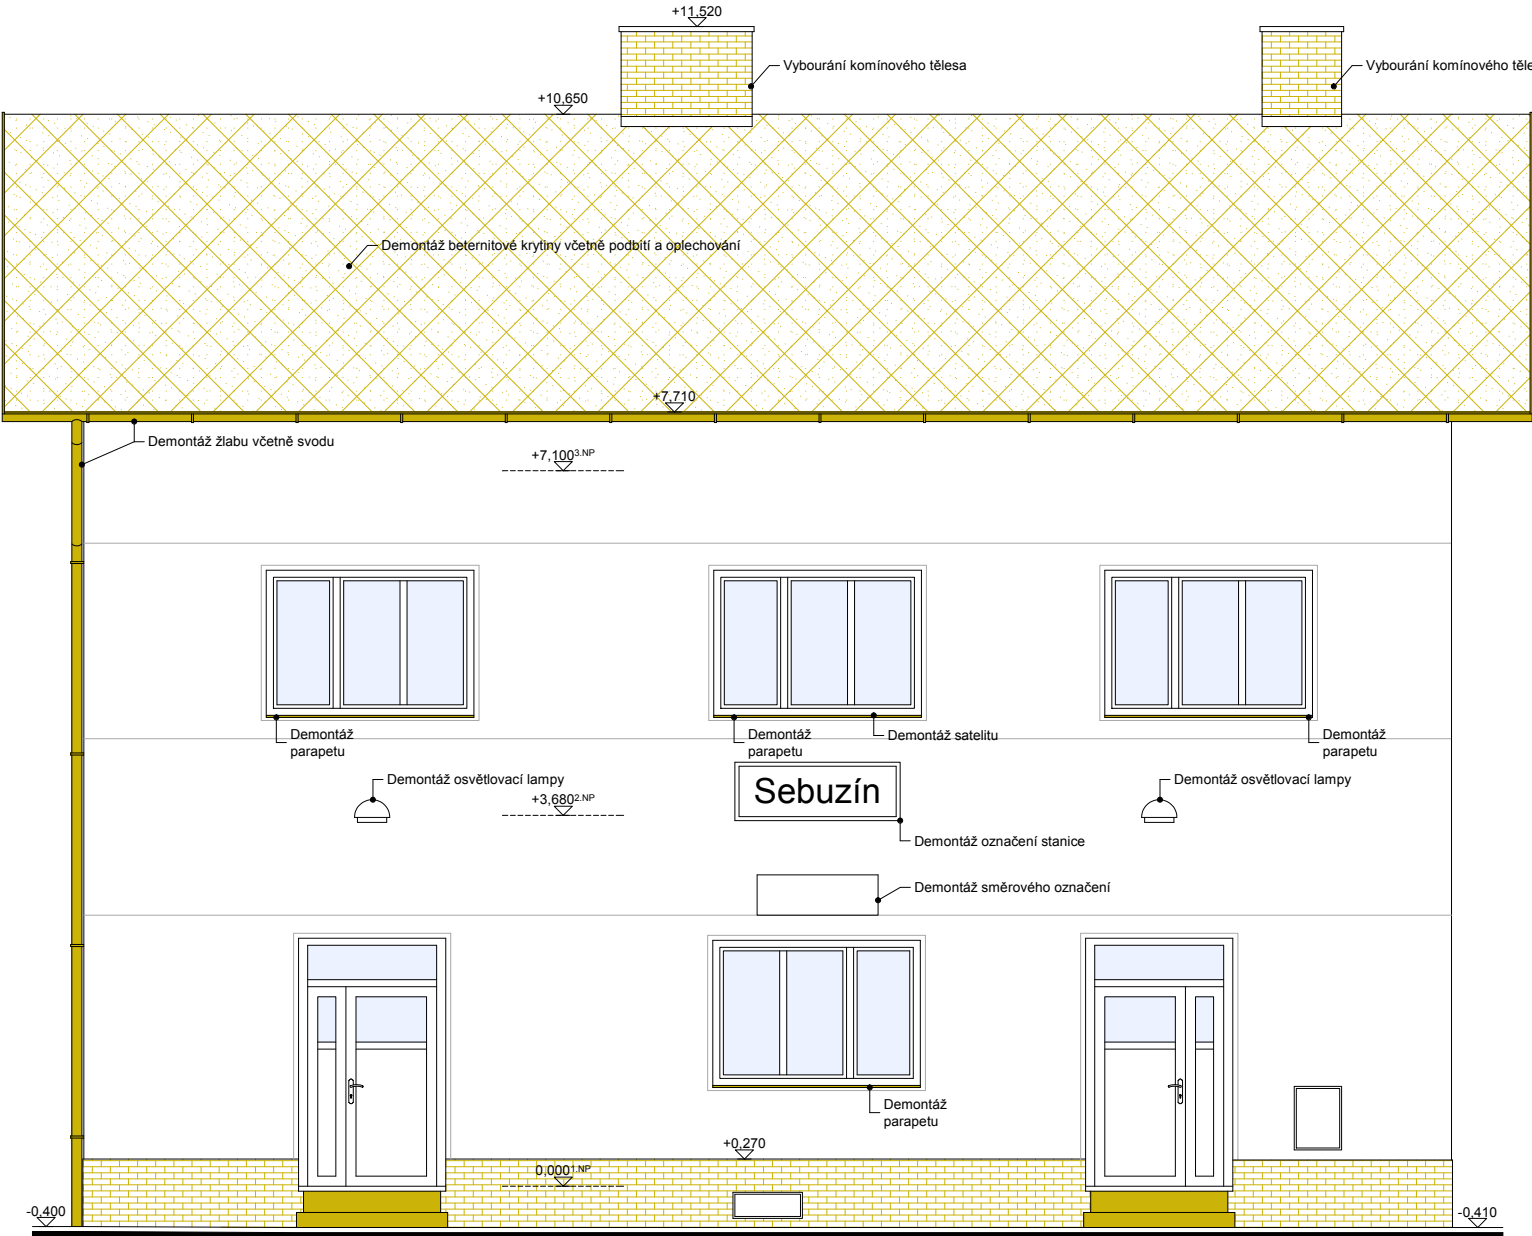 +11,520
Vybourání komínového tělesa
Vybourání komínového těle
+10,650
Demontáž beternitové krytiny včetně podbití a oplechování
+7,710
Demontáž žlabu včetně svodu
+7,100 3.NP
Demontáž
parapetu
Demontáž
parapetu
Demontáž satelitu
Demontáž
parapetu
Demontáž osvětlovací lampy
+3,680 2.NP
Sebuzín
Demontáž osvětlovací lampy
Demontáž označení stanice
Demontáž směrového označení
Demontáž
parapetu
+0,270
0,000 1.NP
-0,400
-0,410